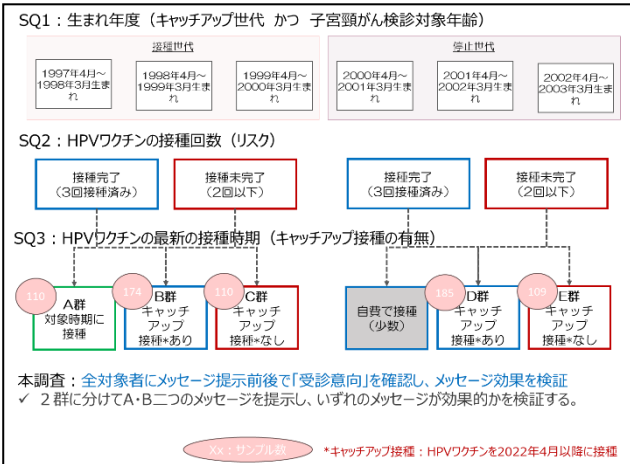 SQ1：生まれ年度（キャッチアップ世代 かつ 子宮頸がん検診対象年齢）
接種世代
停止世代
1997年4月～
1998年3月生ま
れ
1998年4月～
1999年3月生ま
れ
1999年4月～
2000年3月生ま
れ
2000年4月～
2001年3月生ま
れ
2001年4月～
2002年3月生ま
れ
2002年4月～
2003年3月生ま
れ
SQ2：HPVワクチンの接種回数（リスク）
接種完了
（3回接種済み）
接種未完了
（2回以下）
接種完了
（3回接種済み）
接種未完了
（2回以下）
SQ3：HPVワクチンの最新の接種時期（キャッチアップ接種の有無）
110
A群
対象時期に
接種
174
B群
キャッチ
アップ
接種*あり
110
C群
キャッチ
アップ
接種*なし
自費で接種
（少数）
185
D群
キャッチ
アップ
接種*あり
109
E群
キャッチ
アップ
接種*なし
本調査：全対象者にメッセージ提示前後で「受診意向」を確認し、メッセージ効果を検証
✓ 2群に分けてA・B二つのメッセージを提示し、いずれのメッセージが効果的かを検証する。
Xx：サンプル数
*キャッチアップ接種：HPVワクチンを2022年4月以降に接種